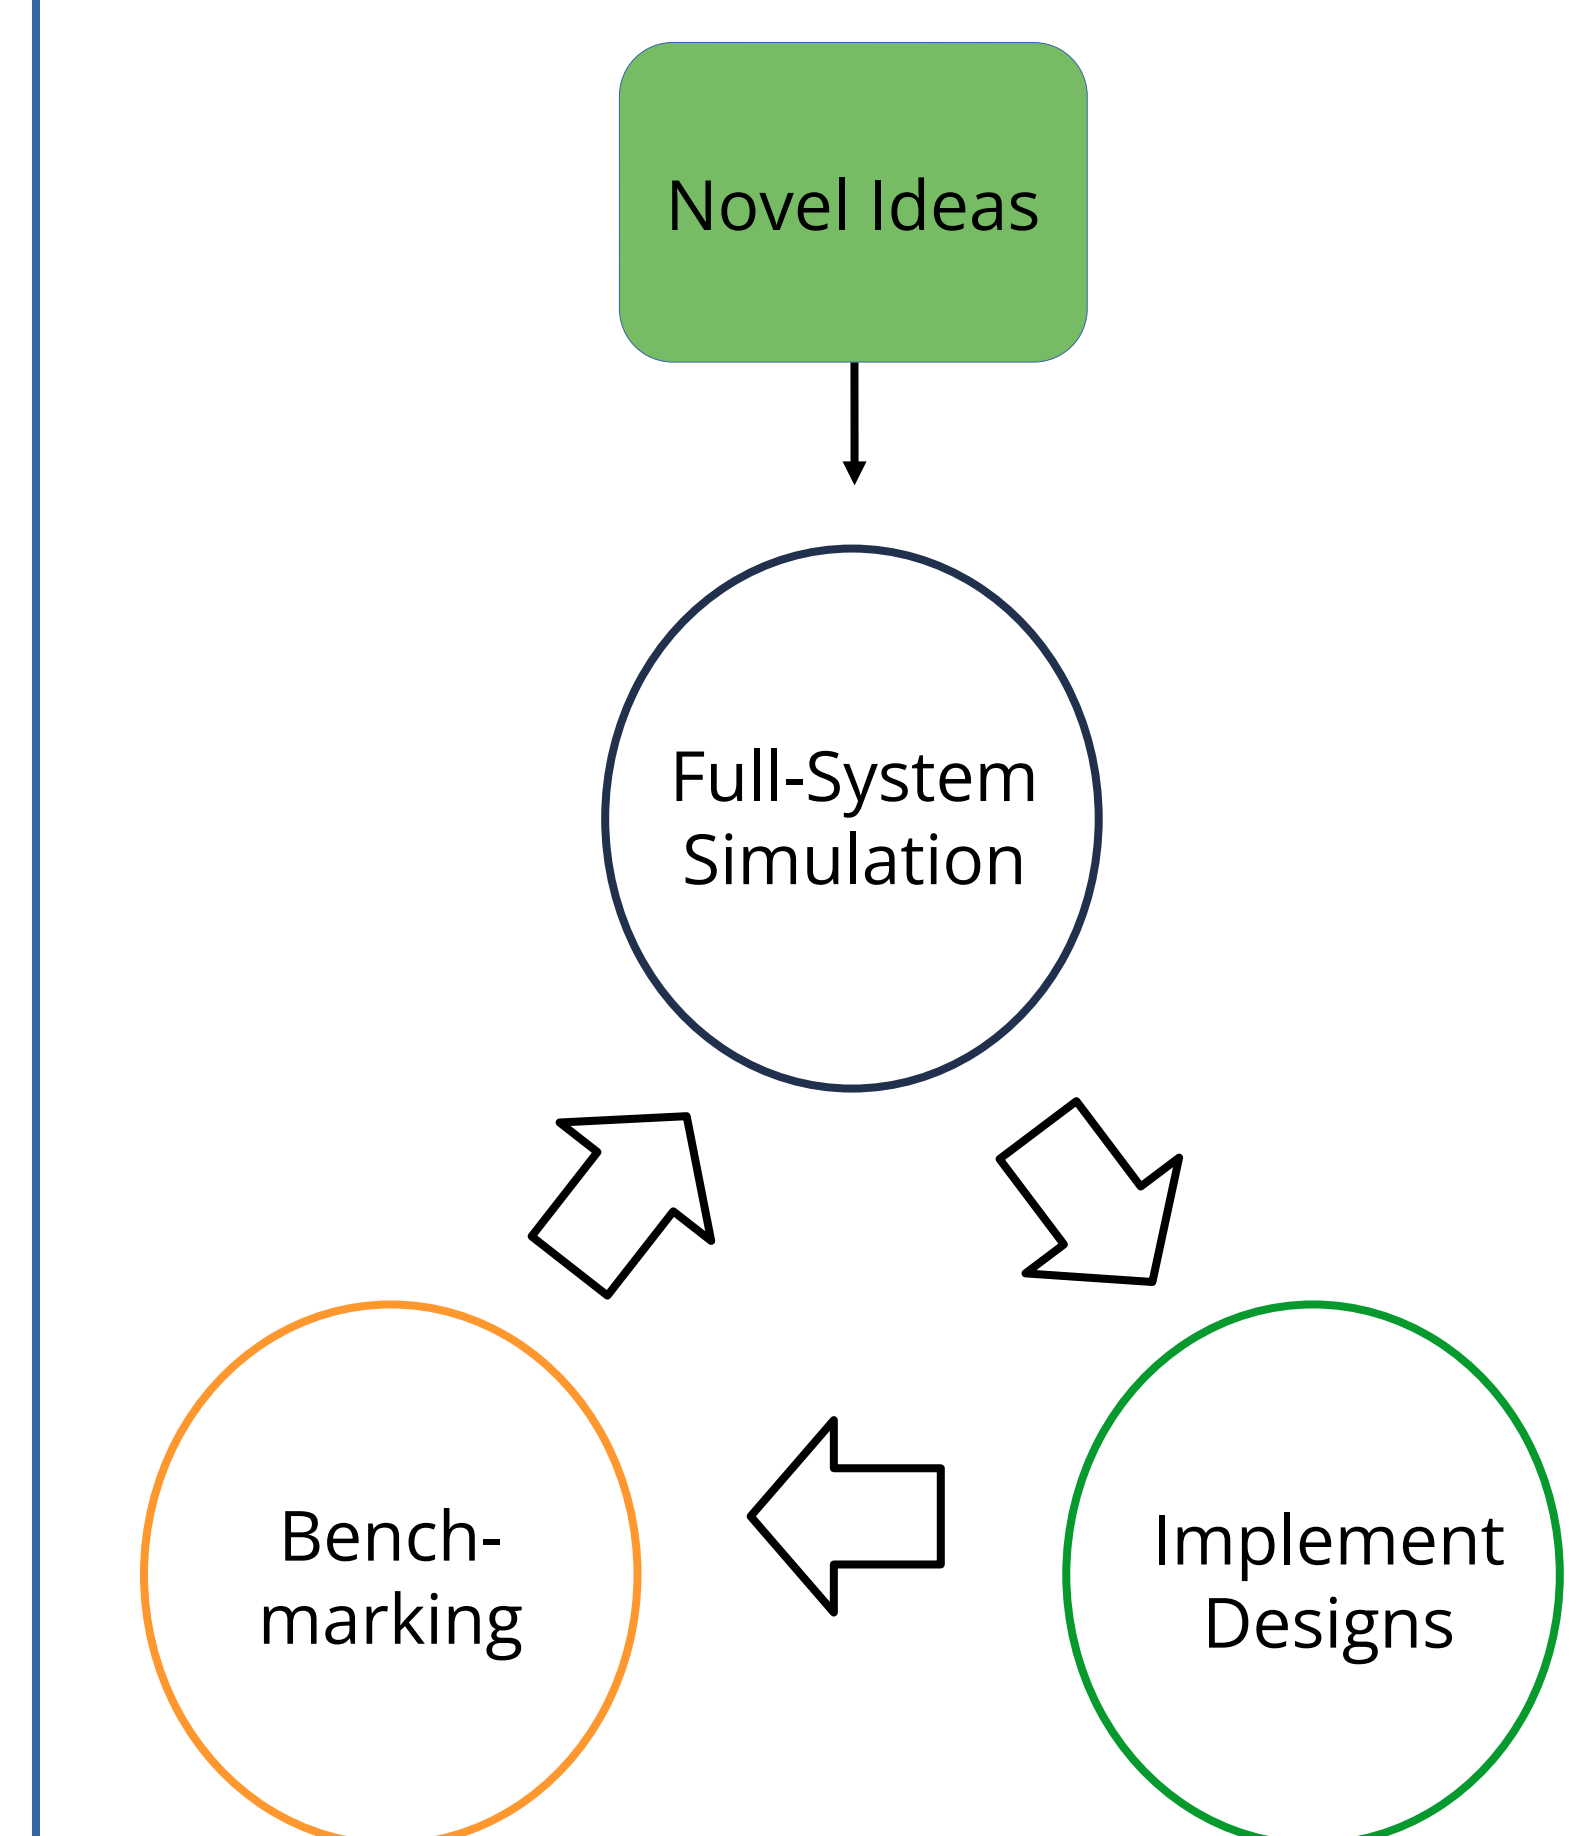 Novel Ideas
Full-System
Simulation
Bench-
marking
Implement
Designs